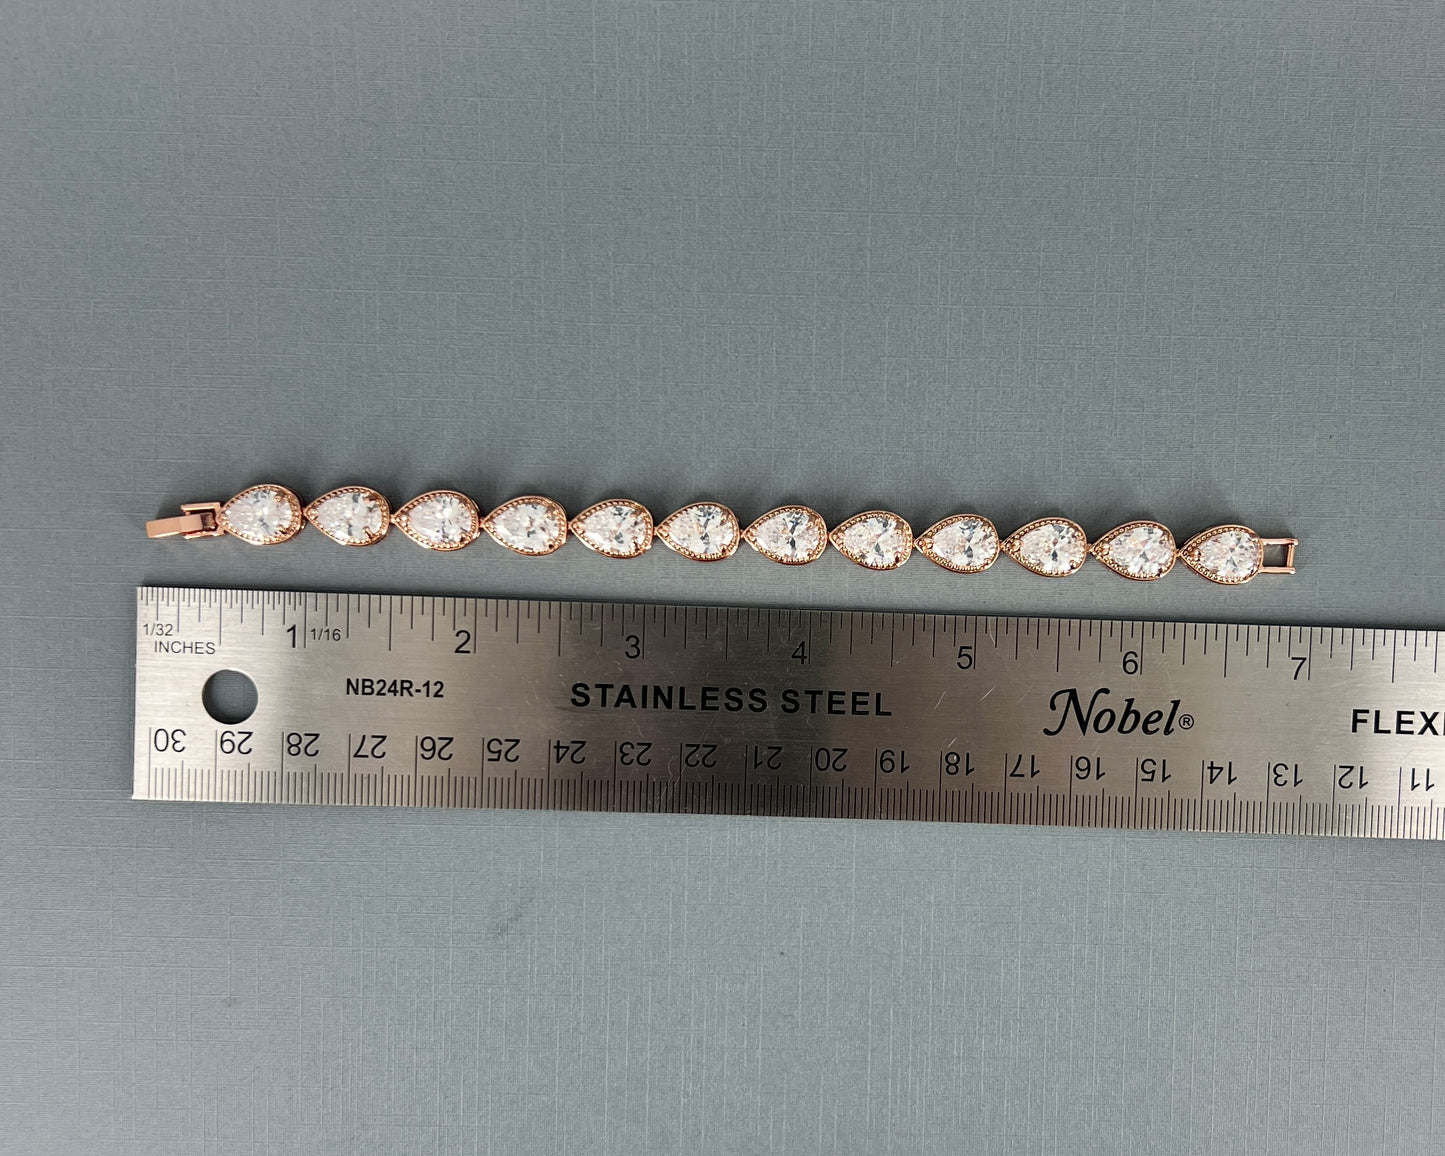 1/32
INCHES
1 1/16 2 3 4 5 6 7
NB24R-12 STAINLESS STEEL Nobel® FLEXI
30 29 28 27 26 25 24 23 22 21 20 19 18 17 16 15 14 13 12 11